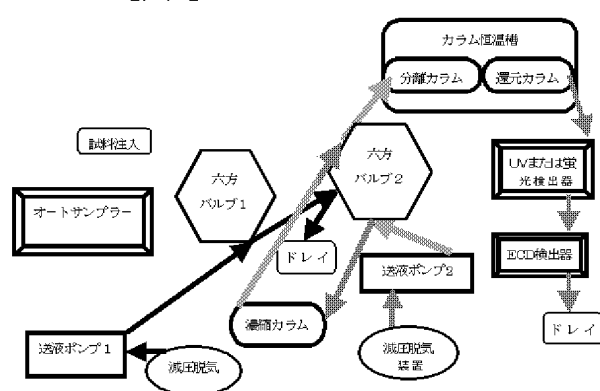 カラム恒温槽
分離カラム
還元カラム
試料注入
六方
バルブ1
六方
バルブ2
UVまたは蛍
光検出器
オートサンプラー
ドレイ
送液ポンプ2
ECD検出器
濃縮カラム
ドレイ
送液ポンプ1
減圧脱気
減圧脱気
装置